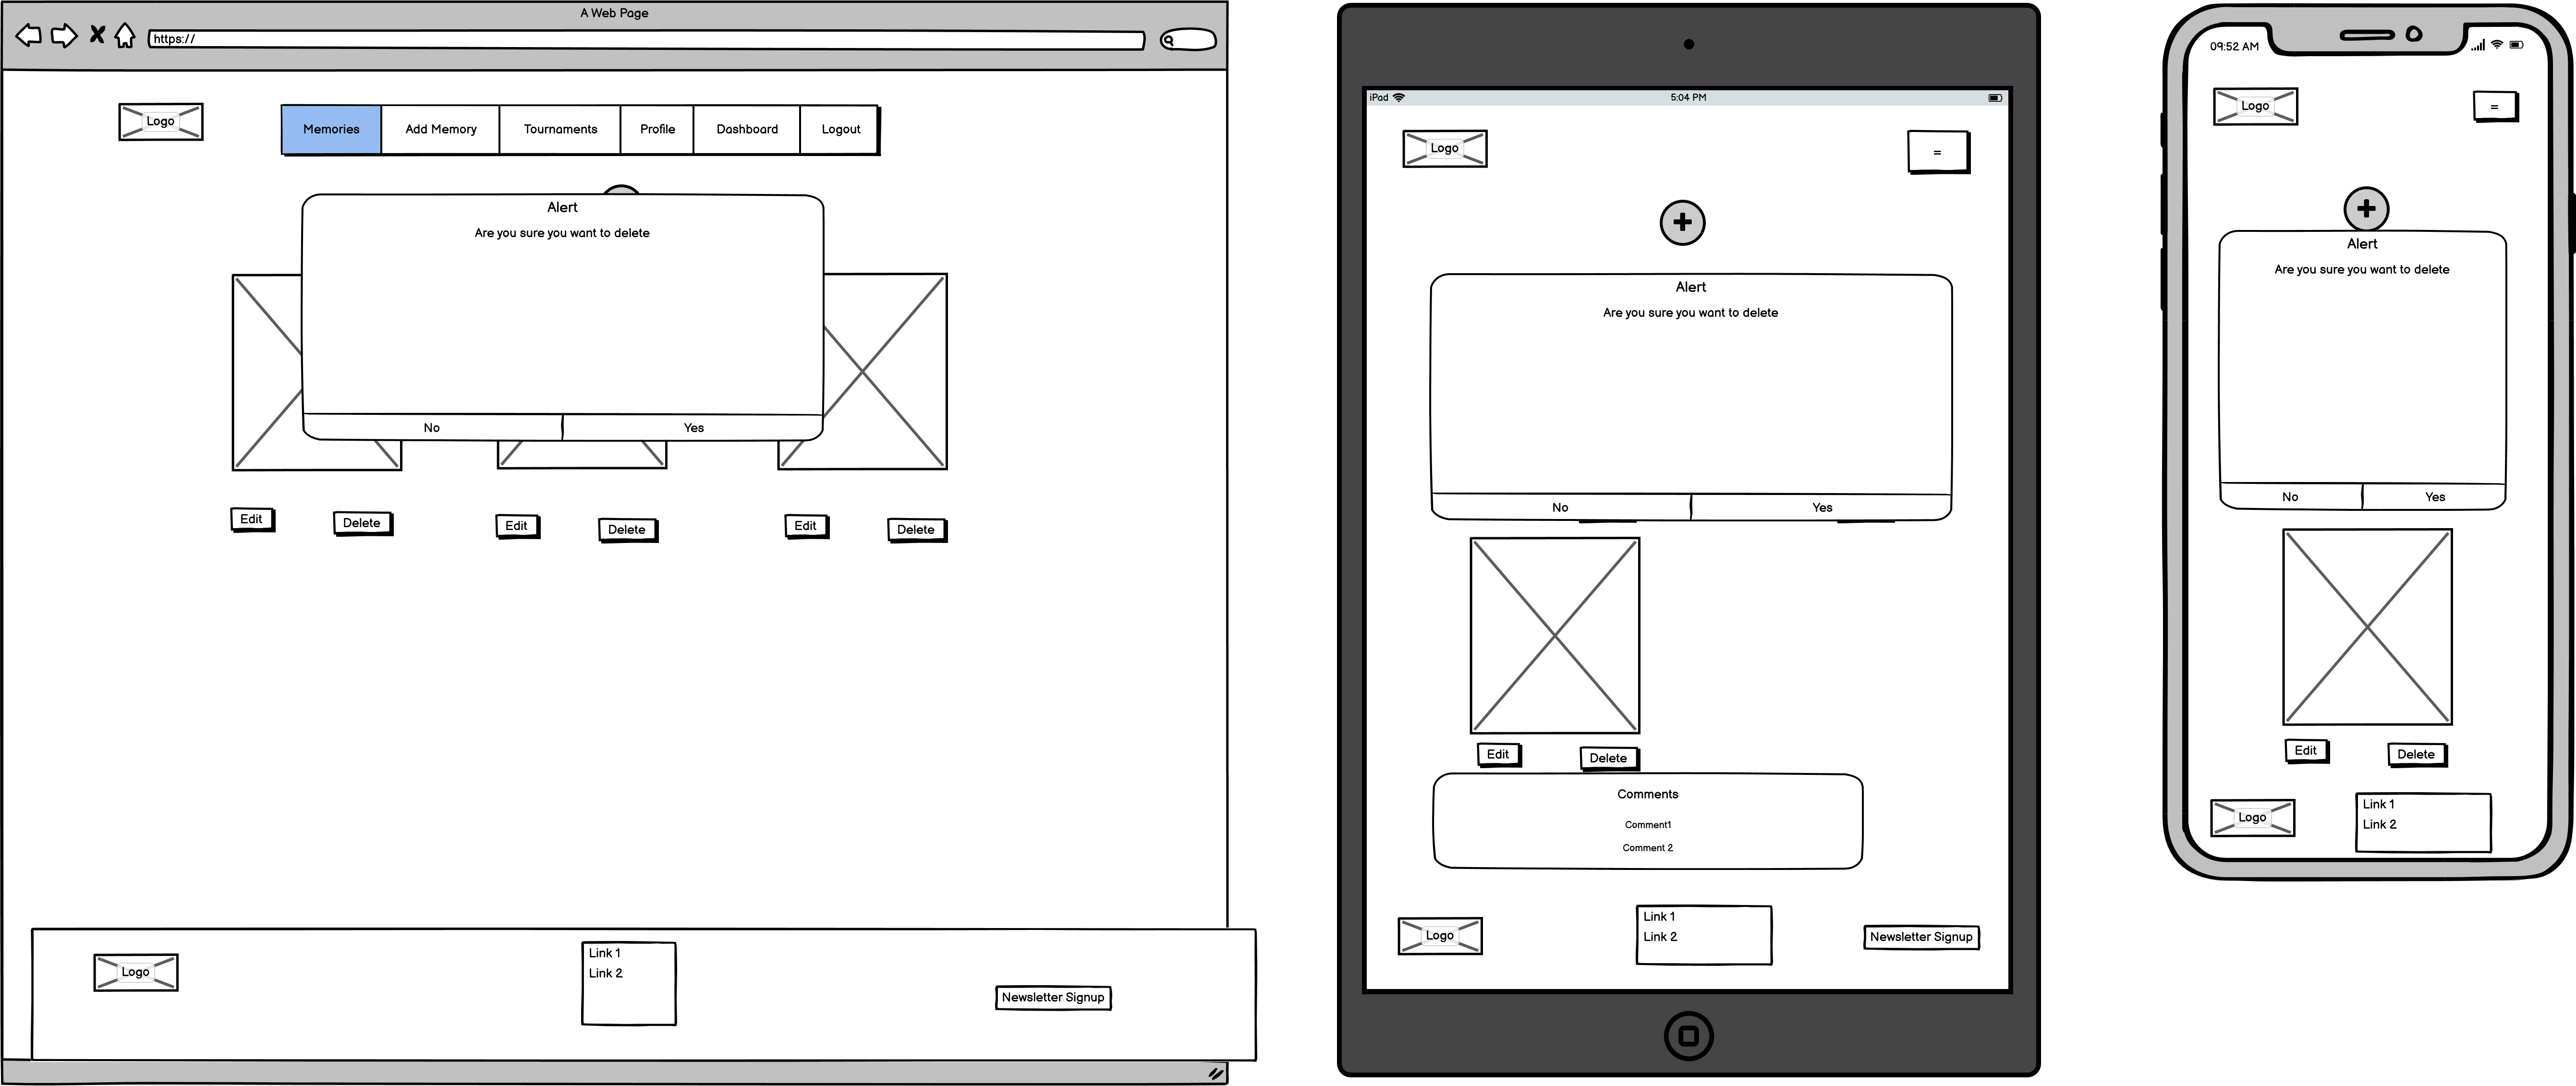 A Web Page
https://
Logo
Memories Add Memory Tournaments Profile Dashboard Logout
Alert
Are you sure you want to delete
No Yes
Edit Delete Edit Delete Edit Delete
Logo
Link 1
Link 2
Newsletter Signup
iPad 5:04 PM
Logo =
Alert
Are you sure you want to delete
No Yes
Edit Delete
Comments
Comment1
Comment 2
Logo
Link 1
Link 2
Newsletter Signup
09:52 AM
Logo =
Alert
Are you sure you want to delete
No Yes
Edit Delete
Logo
Link 1
Link 2